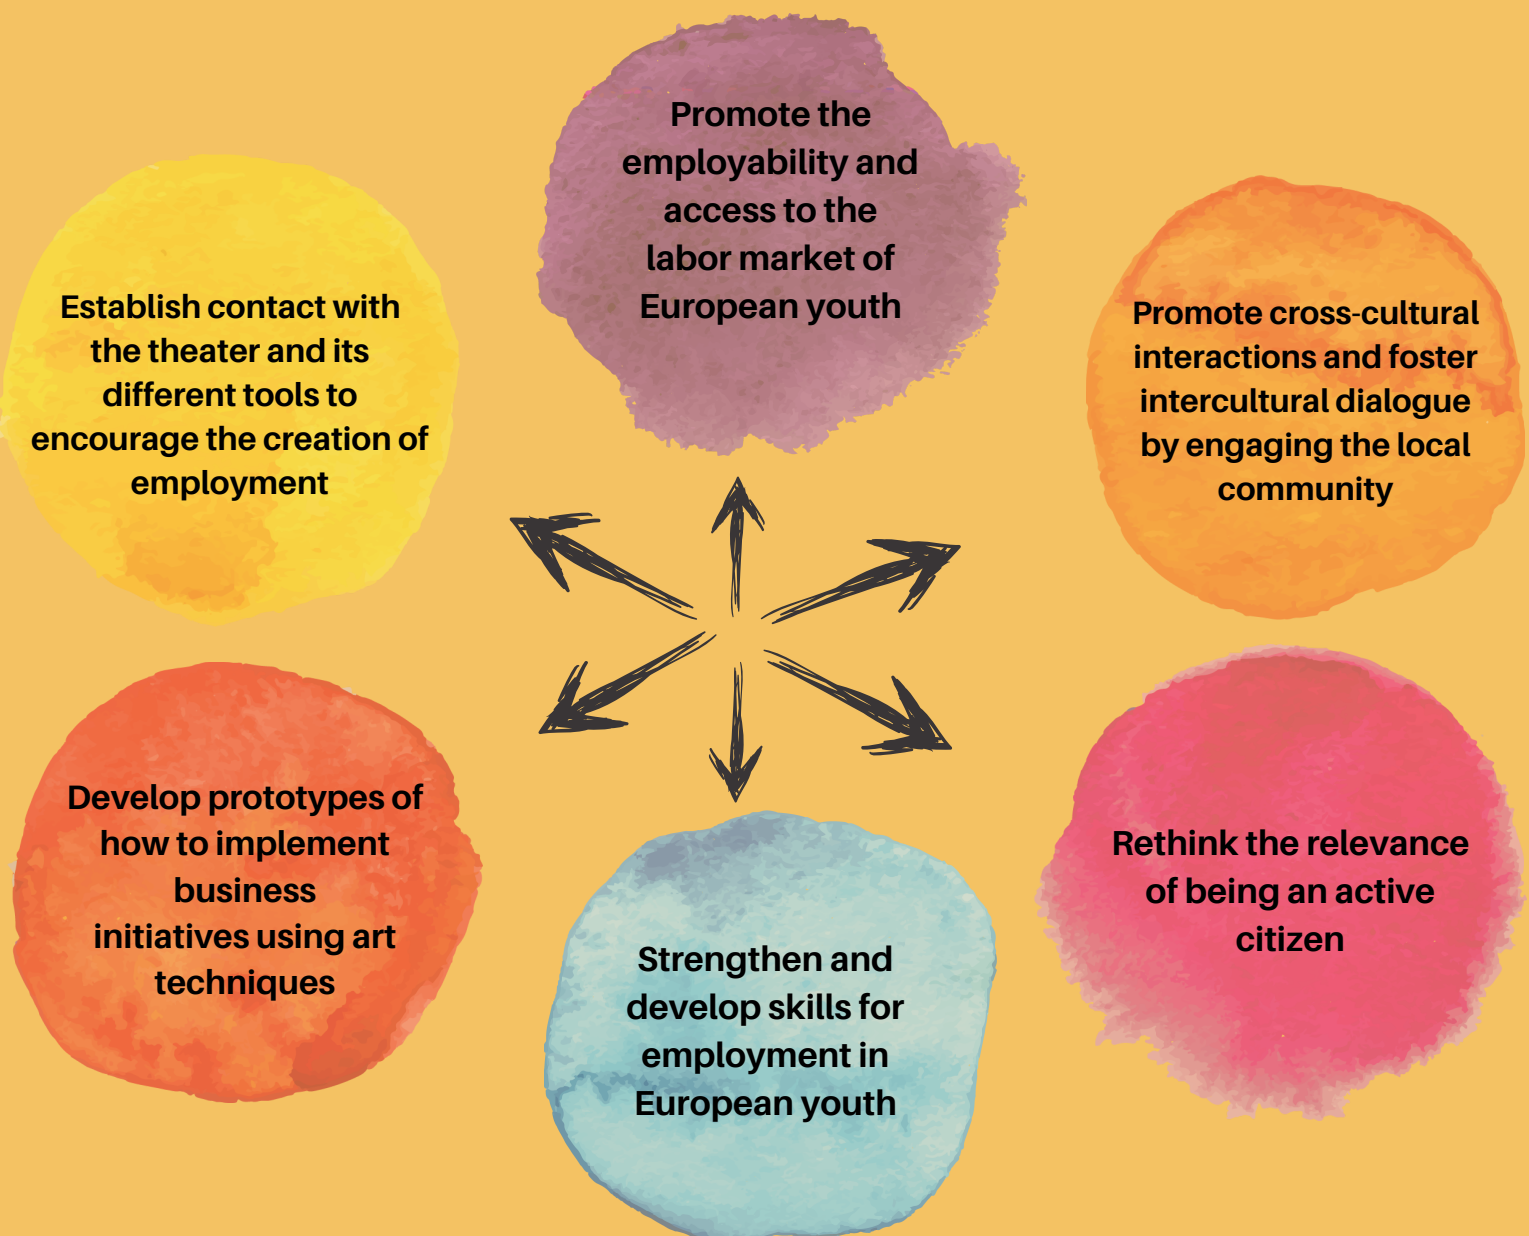 Promote the
employability and
access to the
labor market of
European youth
Establish contact with
the theater and its
different tools to
encourage the creation of
employment
Promote cross-cultural
interactions and foster
intercultural dialogue
by engaging the local
community
Develop prototypes of
how to implement
business
initiatives using art
techniques
Rethink the relevance
of being an active
citizen
Strengthen and
develop skills for
employment in
European youth